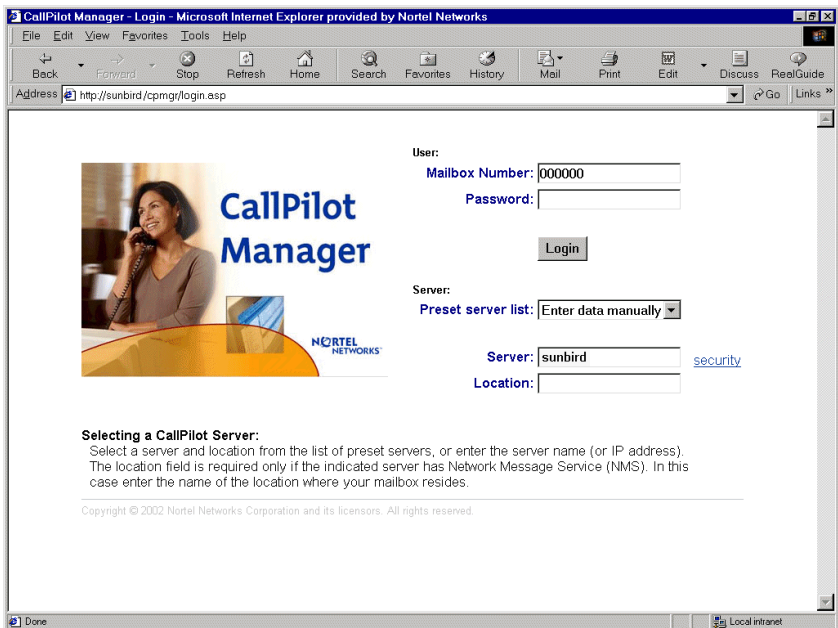 CallPilot Manager - Login - Microsoft Internet Explorer provided by Nortel Networks
File Edit View Favorites Tools Help
Back Forward Stop Refresh Home Search Favorites History Mail Print Edit Discuss RealGuide
Address http://sunbird/cpmgr/login.asp Go Links »
CallPilot
Manager
NORTEL
NETWORKS™
User:
Mailbox Number: 000000
Password:
Login
Server:
Preset server list: Enter data manually
Server: sunbird security
Location:
Selecting a CallPilot Server:
Select a server and location from the list of preset servers, or enter the server name (or IP address).
The location field is required only if the indicated server has Network Message Service (NMS). In this
case enter the name of the location where your mailbox resides.
Copyright © 2002 Nortel Networks Corporation and its licensors. All rights reserved.
Done Local intranet